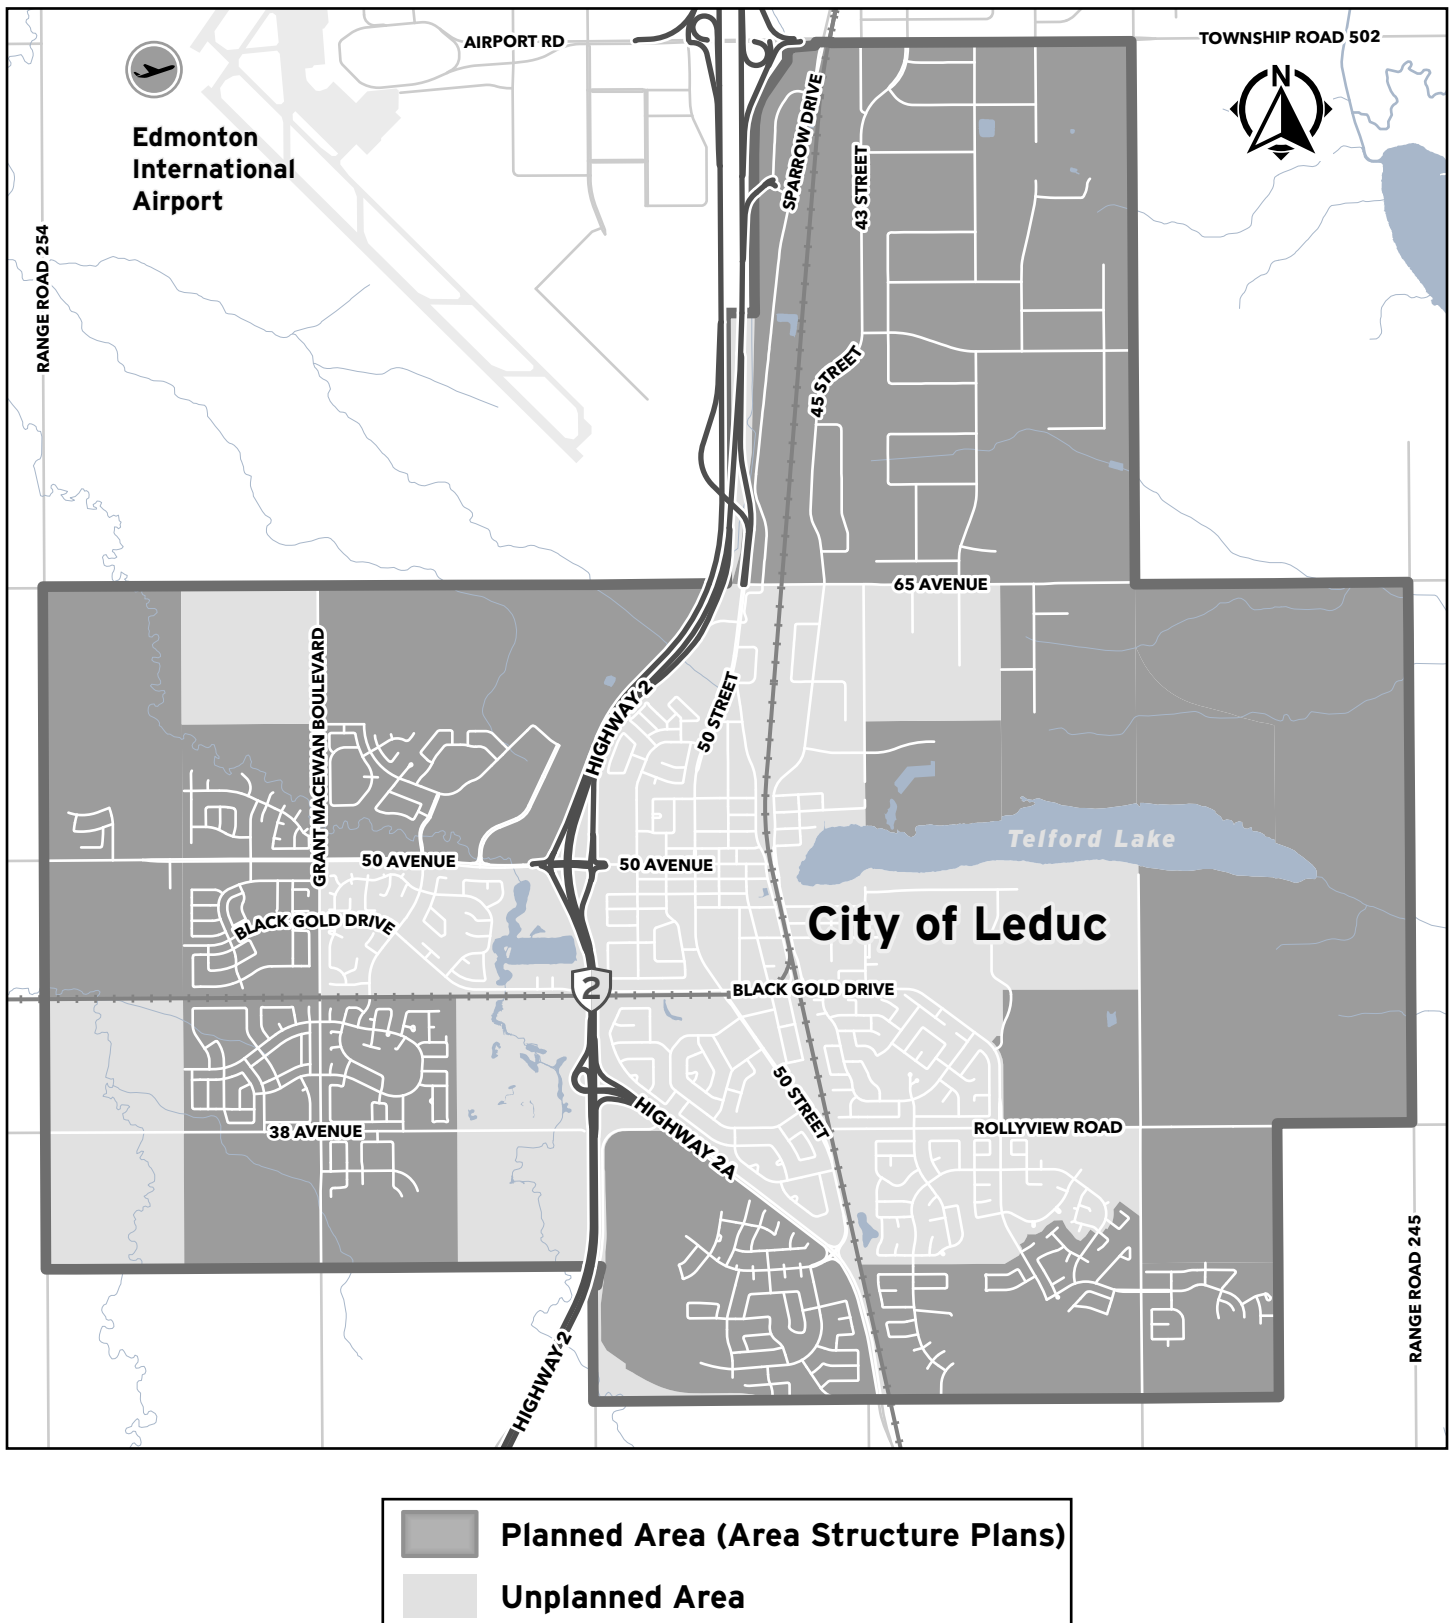 AIRPORT RD
TOWNSHIP ROAD 502
N
Edmonton
International
Airport
SPARROW DRIVE
43 STREET
RANGE ROAD 254
45 STREET
65 AVENUE
GRANT MACEWAN BOULEVARD
HIGHWAY 2
50 STREET
Telford Lake
50 AVENUE
50 AVENUE
BLACK GOLD DRIVE
City of Leduc
2
BLACK GOLD DRIVE
50 STREET
38 AVENUE
HIGHWAY 2A
ROLLYVIEW ROAD
RANGE ROAD 245
HIGHWAY 2
Planned Area (Area Structure Plans)
Unplanned Area